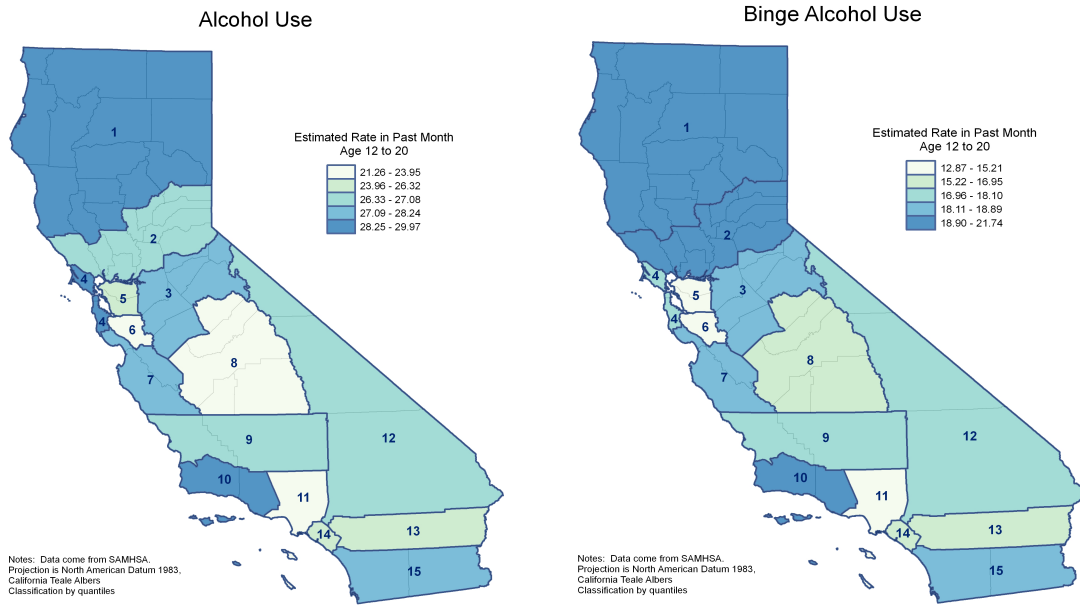 Alcohol Use
Estimated Rate in Past Month
Age 12 to 20
21.26 - 23.95
23.96 - 26.32
26.33 - 27.08
27.09 - 28.24
28.25 - 29.97
1
2
3
4
5
4
6
7
8
9
12
10
11
13
14
15
Notes: Data come from SAMHSA.
Projection is North American Datum 1983,
California Teale Albers
Classification by quantiles
Binge Alcohol Use
Estimated Rate in Past Month
Age 12 to 20
12.87 - 15.21
15.22 - 16.95
16.96 - 18.10
18.11 - 18.89
18.90 - 21.74
1
2
3
4
5
4
6
7
8
9
12
10
11
13
14
15
Notes: Data come from SAMHSA.
Projection is North American Datum 1983,
California Teale Albers
Classification by quantiles